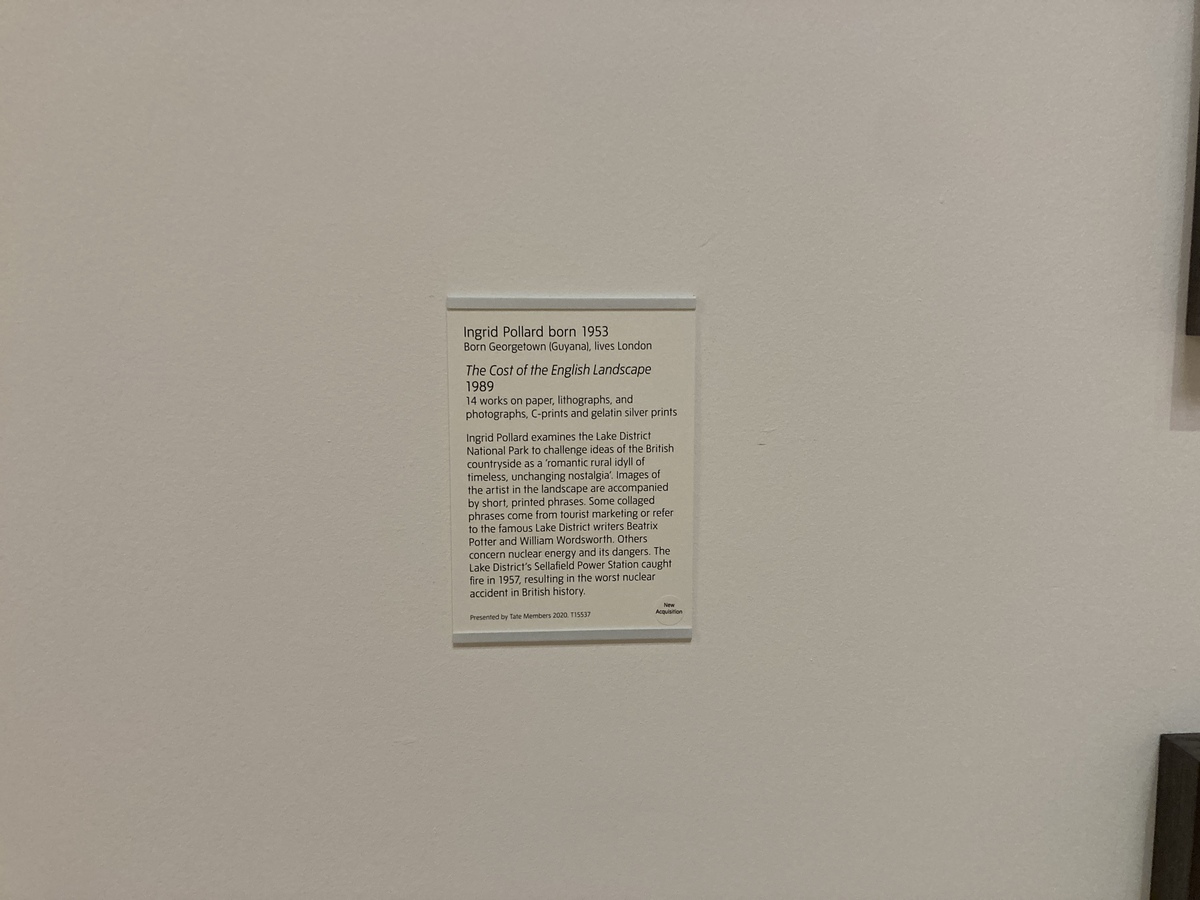 Ingrid Pollard born 1953
Born Georgetown (Guyana), lives London
The Cost of the English Landscape
1989
14 works on paper, lithographs, and
photographs, C-prints and gelatin silver prints
Ingrid Pollard examines the Lake District
National Park to challenge ideas of the British
countryside as a ‘romantic rural idyll of
timeless, unchanging nostalgia’. Images of
the artist in the landscape are accompanied
by short, printed phrases. Some collaged
phrases come from tourist marketing or refer
to the famous Lake District writers Beatrix
Potter and William Wordsworth. Others
concern nuclear energy and its dangers. The
Lake District’s Sellafield Power Station caught
fire in 1957, resulting in the worst nuclear
accident in British history.
Presented by Tate Members 2020. T15537
New
Acquisition